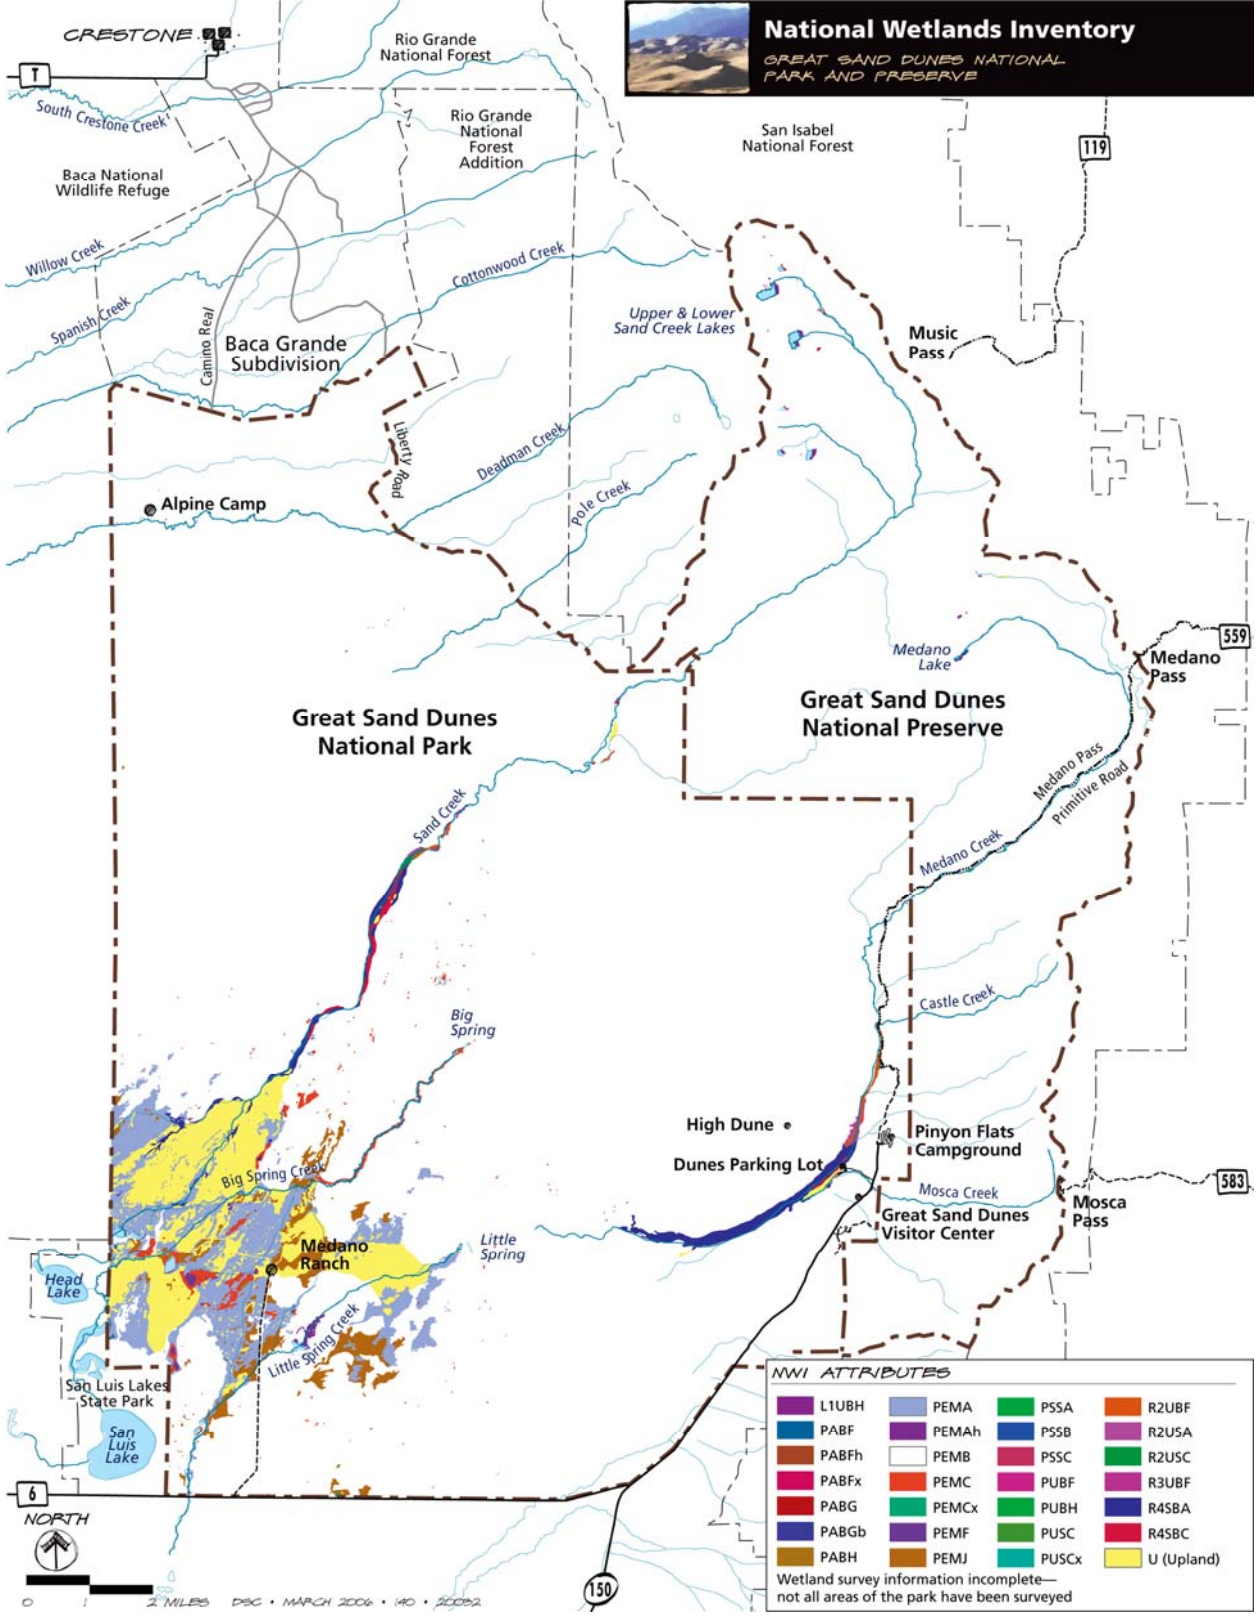 CRESTONE
T
South Crestone Creek
Rio Grande
National Forest
National Wetlands Inventory
GREAT SAND DUNES NATIONAL
PARK AND PRESERVE
Rio Grande
National
Forest
Addition
San Isabel
National Forest
119
Baca National
Wildlife Refuge
Willow Creek
Spanish Creek
Cottonwood Creek
Camino Real
Baca Grande
Subdivision
Upper & Lower
Sand Creek Lakes
Music
Pass
Liberty Road
Deadman Creek
Pole Creek
Alpine Camp
Medano
Lake
559
Medano
Pass
Great Sand Dunes
National Park
Great Sand Dunes
National Preserve
Medano Pass
Primitive Road
Sand Creek
Medano Creek
Castle Creek
Big
Spring
High Dune
Pinyon Flats
Campground
Dunes Parking Lot
Big Spring Creek
Mosca Creek
583
Mosca
Pass
Great Sand Dunes
Visitor Center
Medano
Ranch
Little
Spring
Head
Lake
Little Spring Creek
San Luis Lakes
State Park
San
Luis
Lake
6
NORTH
0 1 2 MILES DSC • MARCH 2006 • 140 • 20032
150
NWI ATTRIBUTES
L1UBH PEMA PSSA R2UBF
PABF PEMAh PSSB R2USA
PABFh PEMB PSSC R2USC
PABFx PEMC PUBF R3UBF
PABG PEMCx PUBH R4SBA
PABGb PEMF PUSC R4SBC
PABH PEMJ PUSCx U (Upland)
Wetland survey information incomplete—
not all areas of the park have been surveyed